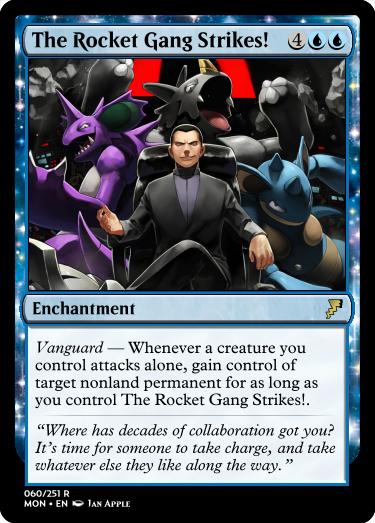 The Rocket Gang Strikes! 4
Enchantment
Vanguard — Whenever a creature you
control attacks alone, gain control of
target nonland permanent for as long as
you control The Rocket Gang Strikes!.
“Where has decades of collaboration got you?
It’s time for someone to take charge, and take
whatever else they like along the way.”
060/251 R
MON • EN Ian Apple